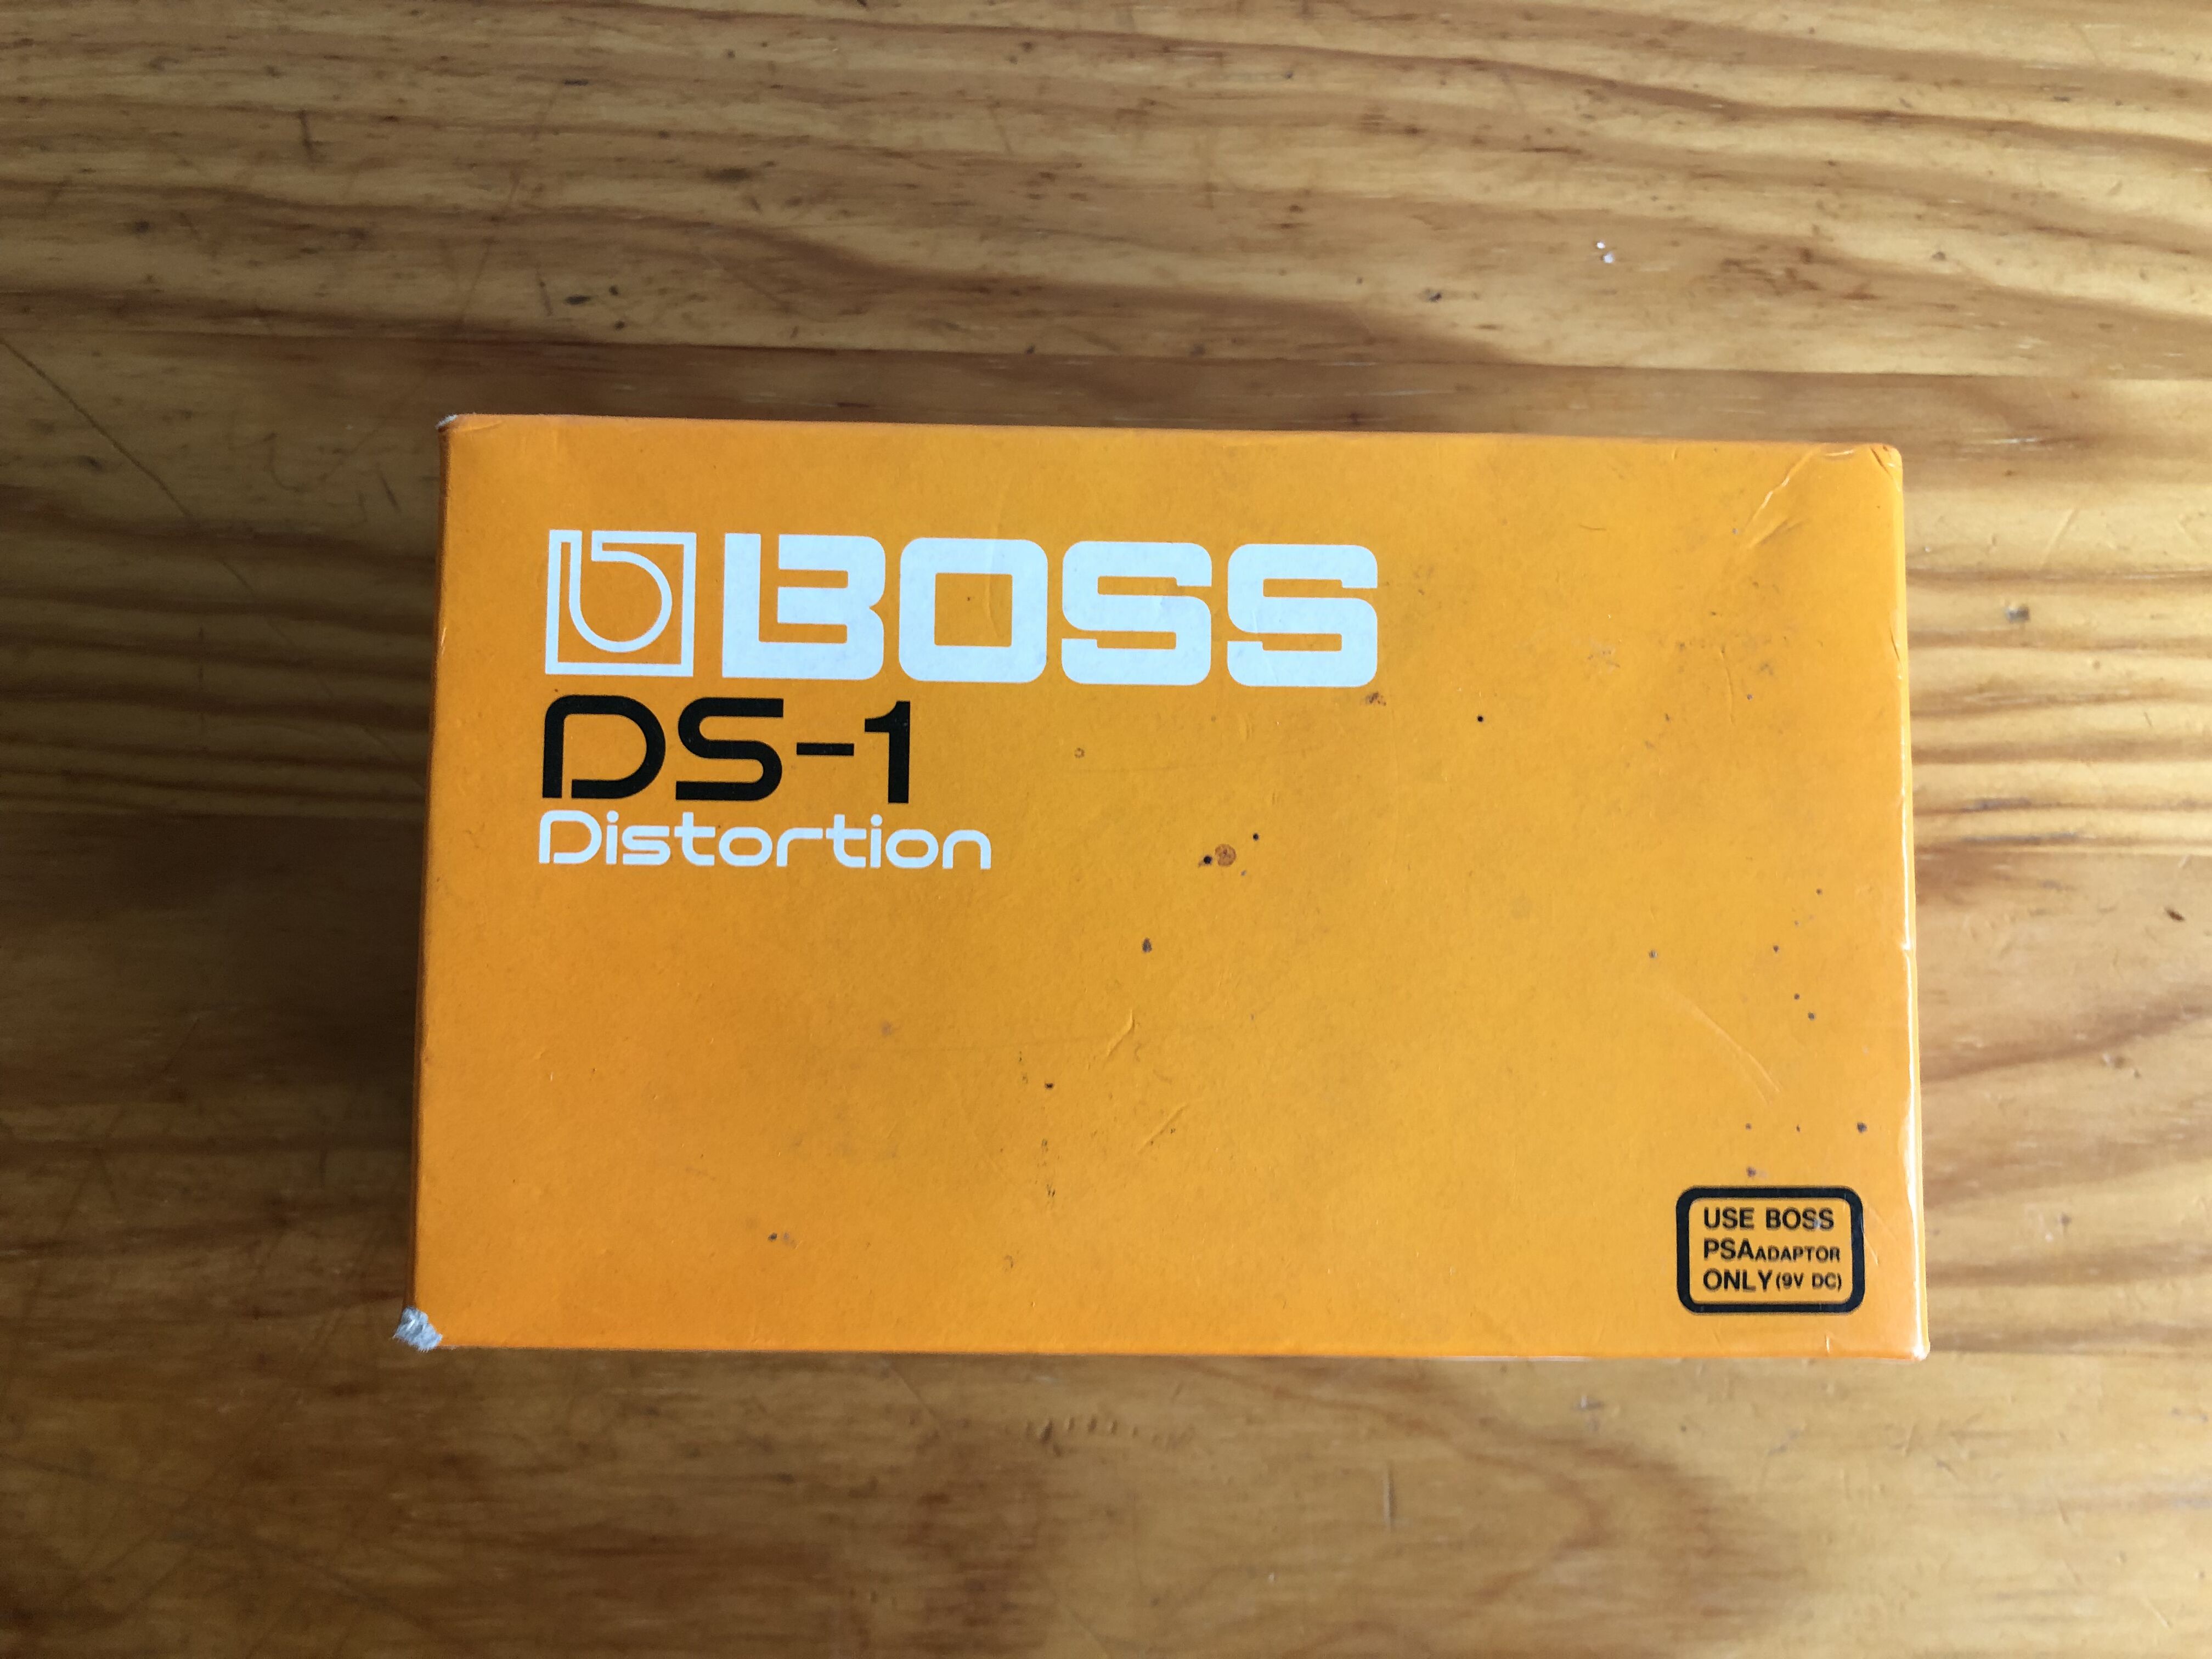 BOSS
DS-1
Distortion
USE BOSS
PSA ADAPTOR
ONLY (9V DC)